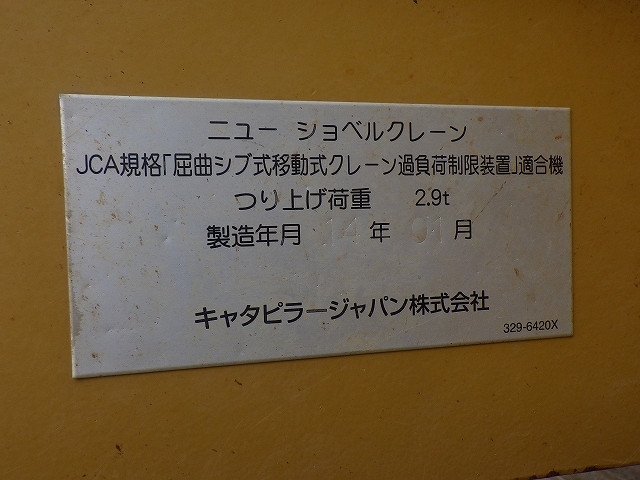 ニュー ショベルクレーン
JCA規格「屈曲ジブ式移動式クレーン過負荷制限装置」適合機
つり上げ荷重 2.9t
製造年月 14 年 01 月
キャタピラージャパン株式会社
329-6420X